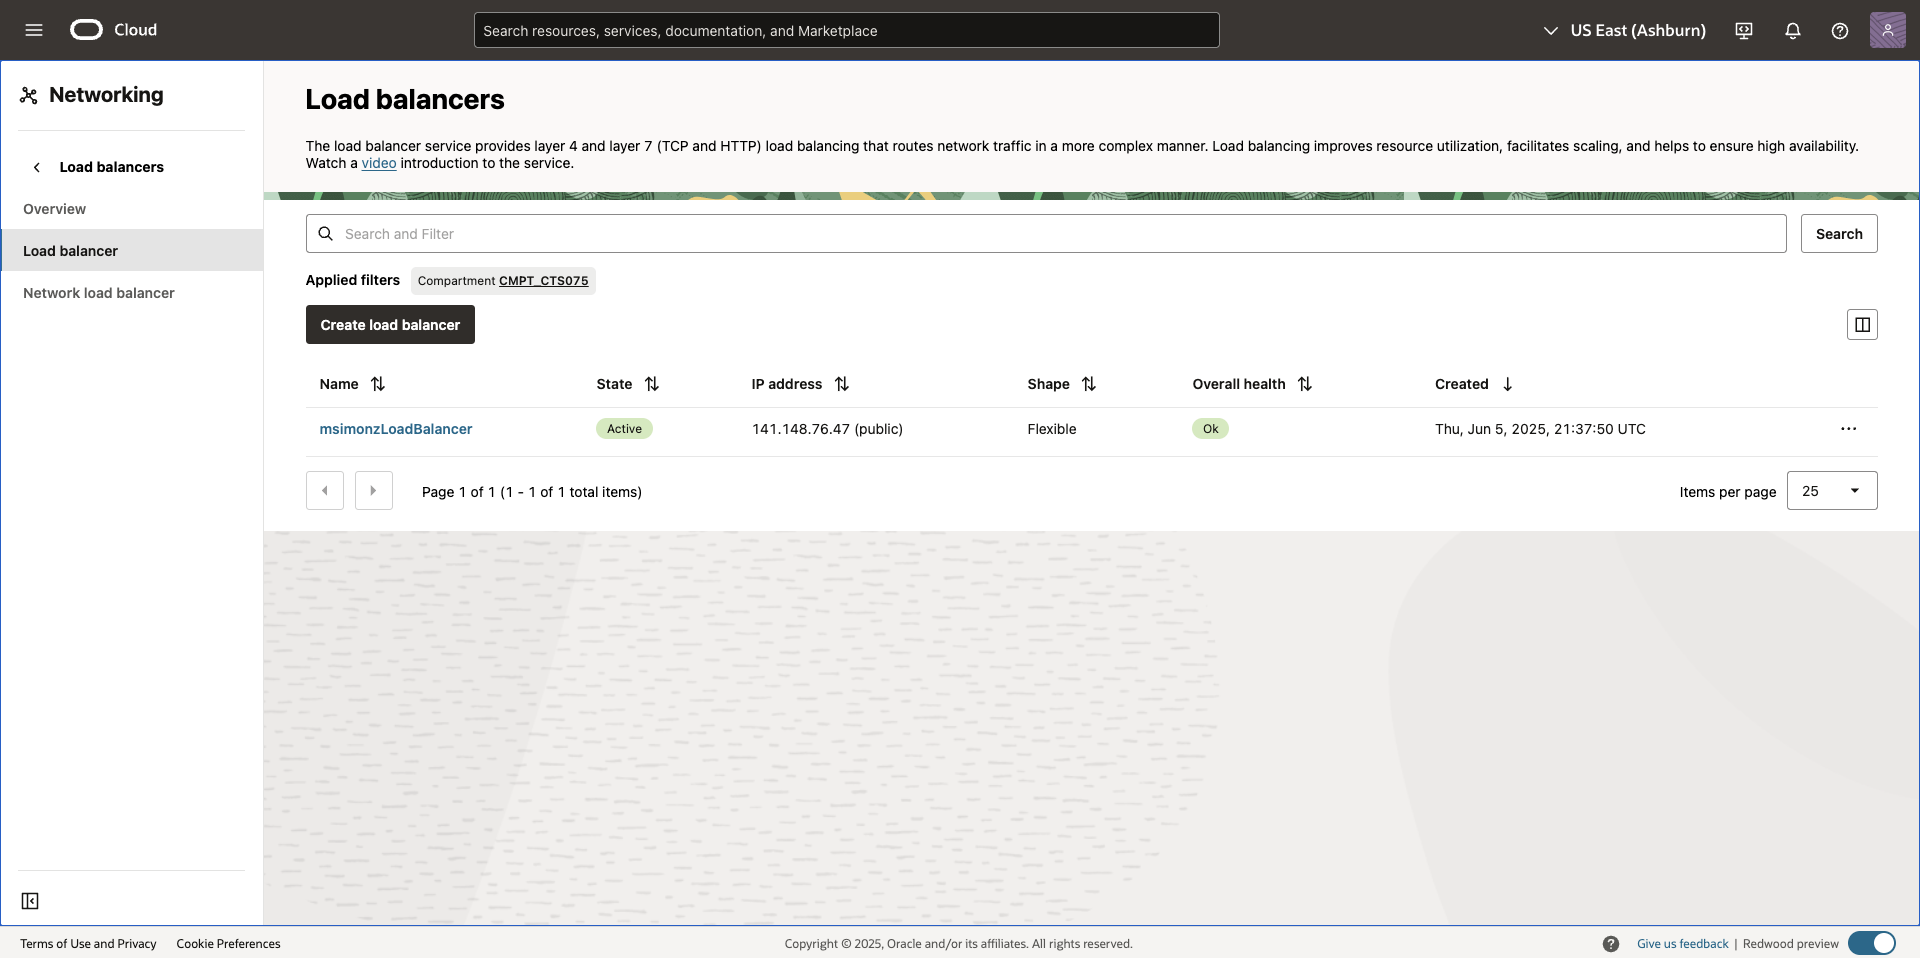 Cloud
Search resources, services, documentation, and Marketplace
US East (Ashburn)
Networking
Load balancers
Overview
Load balancer
Network load balancer
Load balancers
The load balancer service provides layer 4 and layer 7 (TCP and HTTP) load balancing that routes network traffic in a more complex manner. Load balancing improves resource utilization, facilitates scaling, and helps to ensure high availability.
Watch a video introduction to the service.
Search and Filter
Search
Applied filters Compartment CMPT_CTS075
Create load balancer
Name State IP address Shape Overall health Created
msimonzLoadBalancer Active 141.148.76.47 (public) Flexible Ok Thu, Jun 5, 2025, 21:37:50 UTC
Page 1 of 1 (1 - 1 of 1 total items)
Items per page 25
Terms of Use and Privacy Cookie Preferences
Copyright © 2025, Oracle and/or its affiliates. All rights reserved.
Give us feedback | Redwood preview